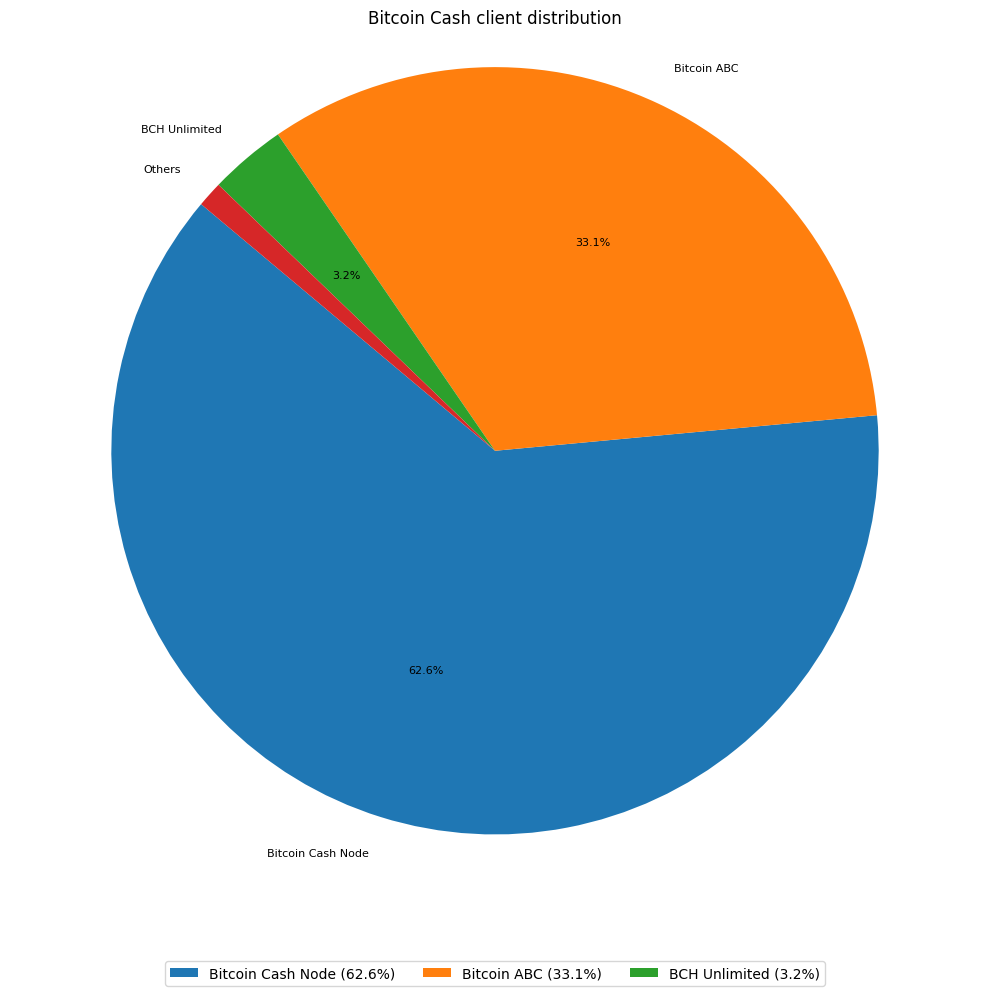 Bitcoin Cash client distribution
Bitcoin ABC
BCH Unlimited
Others
33.1%
3.2%
62.6%
Bitcoin Cash Node
Bitcoin Cash Node (62.6%)
Bitcoin ABC (33.1%)
BCH Unlimited (3.2%)